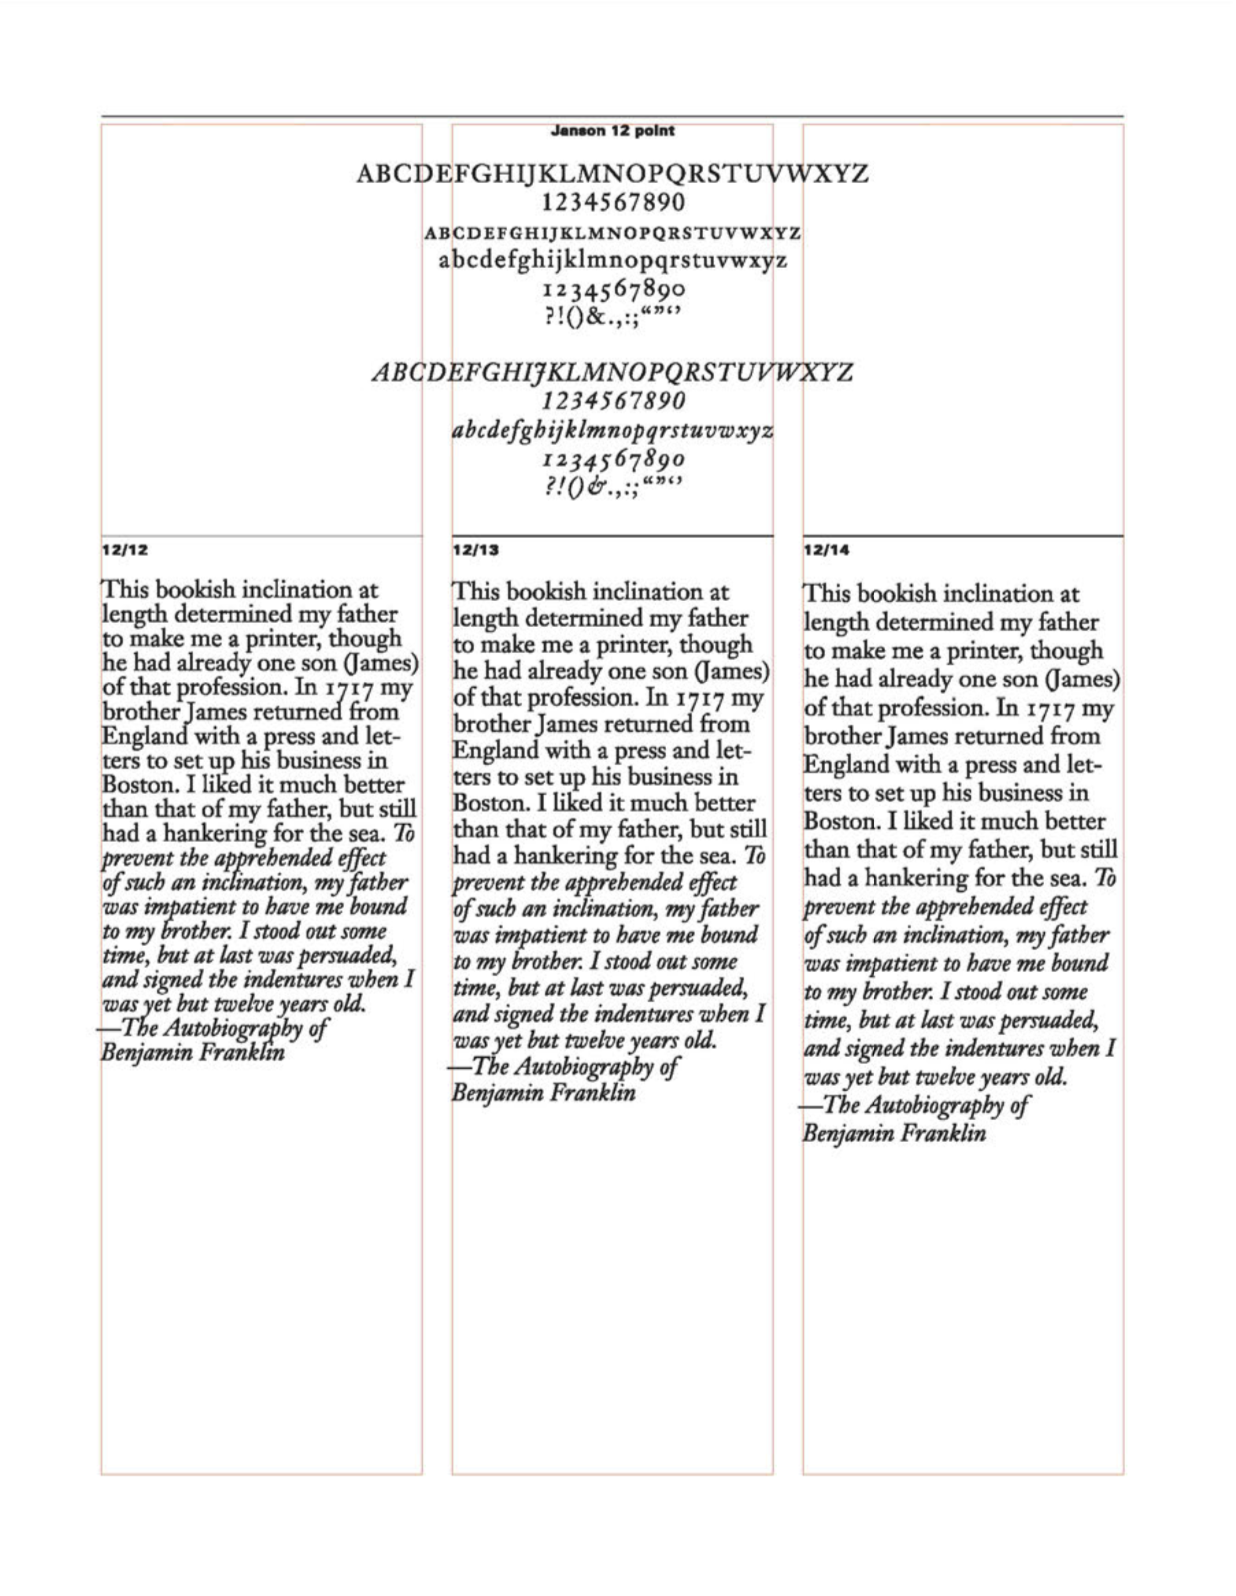 Janson 12 point
ABCDEFGHIJKLMNOPQRSTUVWXYZ
1234567890
ABCDEFGHIJKLMNOPQRSTUVWXYZ
abcdefghijklmnopqrstuvwxyz
1234567890
?!()&.,:;“”‘’
ABCDEFGHIJKLMNOPQRSTUVWXYZ
1234567890
abcdefghijklmnopqrstuvwxyz
1234567890
?!()&.,:;“”‘’
12/12
This bookish inclination at
length determined my father
to make me a printer, though
he had already one son (James)
of that profession. In 1717 my
brother James returned from
England with a press and let-
ters to set up his business in
Boston. I liked it much better
than that of my father, but still
had a hankering for the sea. To
prevent the apprehended effect
of such an inclination, my father
was impatient to have me bound
to my brother. I stood out some
time, but at last was persuaded,
and signed the indentures when I
was yet but twelve years old.
—The Autobiography of
Benjamin Franklin
12/13
This bookish inclination at
length determined my father
to make me a printer, though
he had already one son (James)
of that profession. In 1717 my
brother James returned from
England with a press and let-
ters to set up his business in
Boston. I liked it much better
than that of my father, but still
had a hankering for the sea. To
prevent the apprehended effect
of such an inclination, my father
was impatient to have me bound
to my brother. I stood out some
time, but at last was persuaded,
and signed the indentures when I
was yet but twelve years old.
—The Autobiography of
Benjamin Franklin
12/14
This bookish inclination at
length determined my father
to make me a printer, though
he had already one son (James)
of that profession. In 1717 my
brother James returned from
England with a press and let-
ters to set up his business in
Boston. I liked it much better
than that of my father, but still
had a hankering for the sea. To
prevent the apprehended effect
of such an inclination, my father
was impatient to have me bound
to my brother. I stood out some
time, but at last was persuaded,
and signed the indentures when I
was yet but twelve years old.
—The Autobiography of
Benjamin Franklin